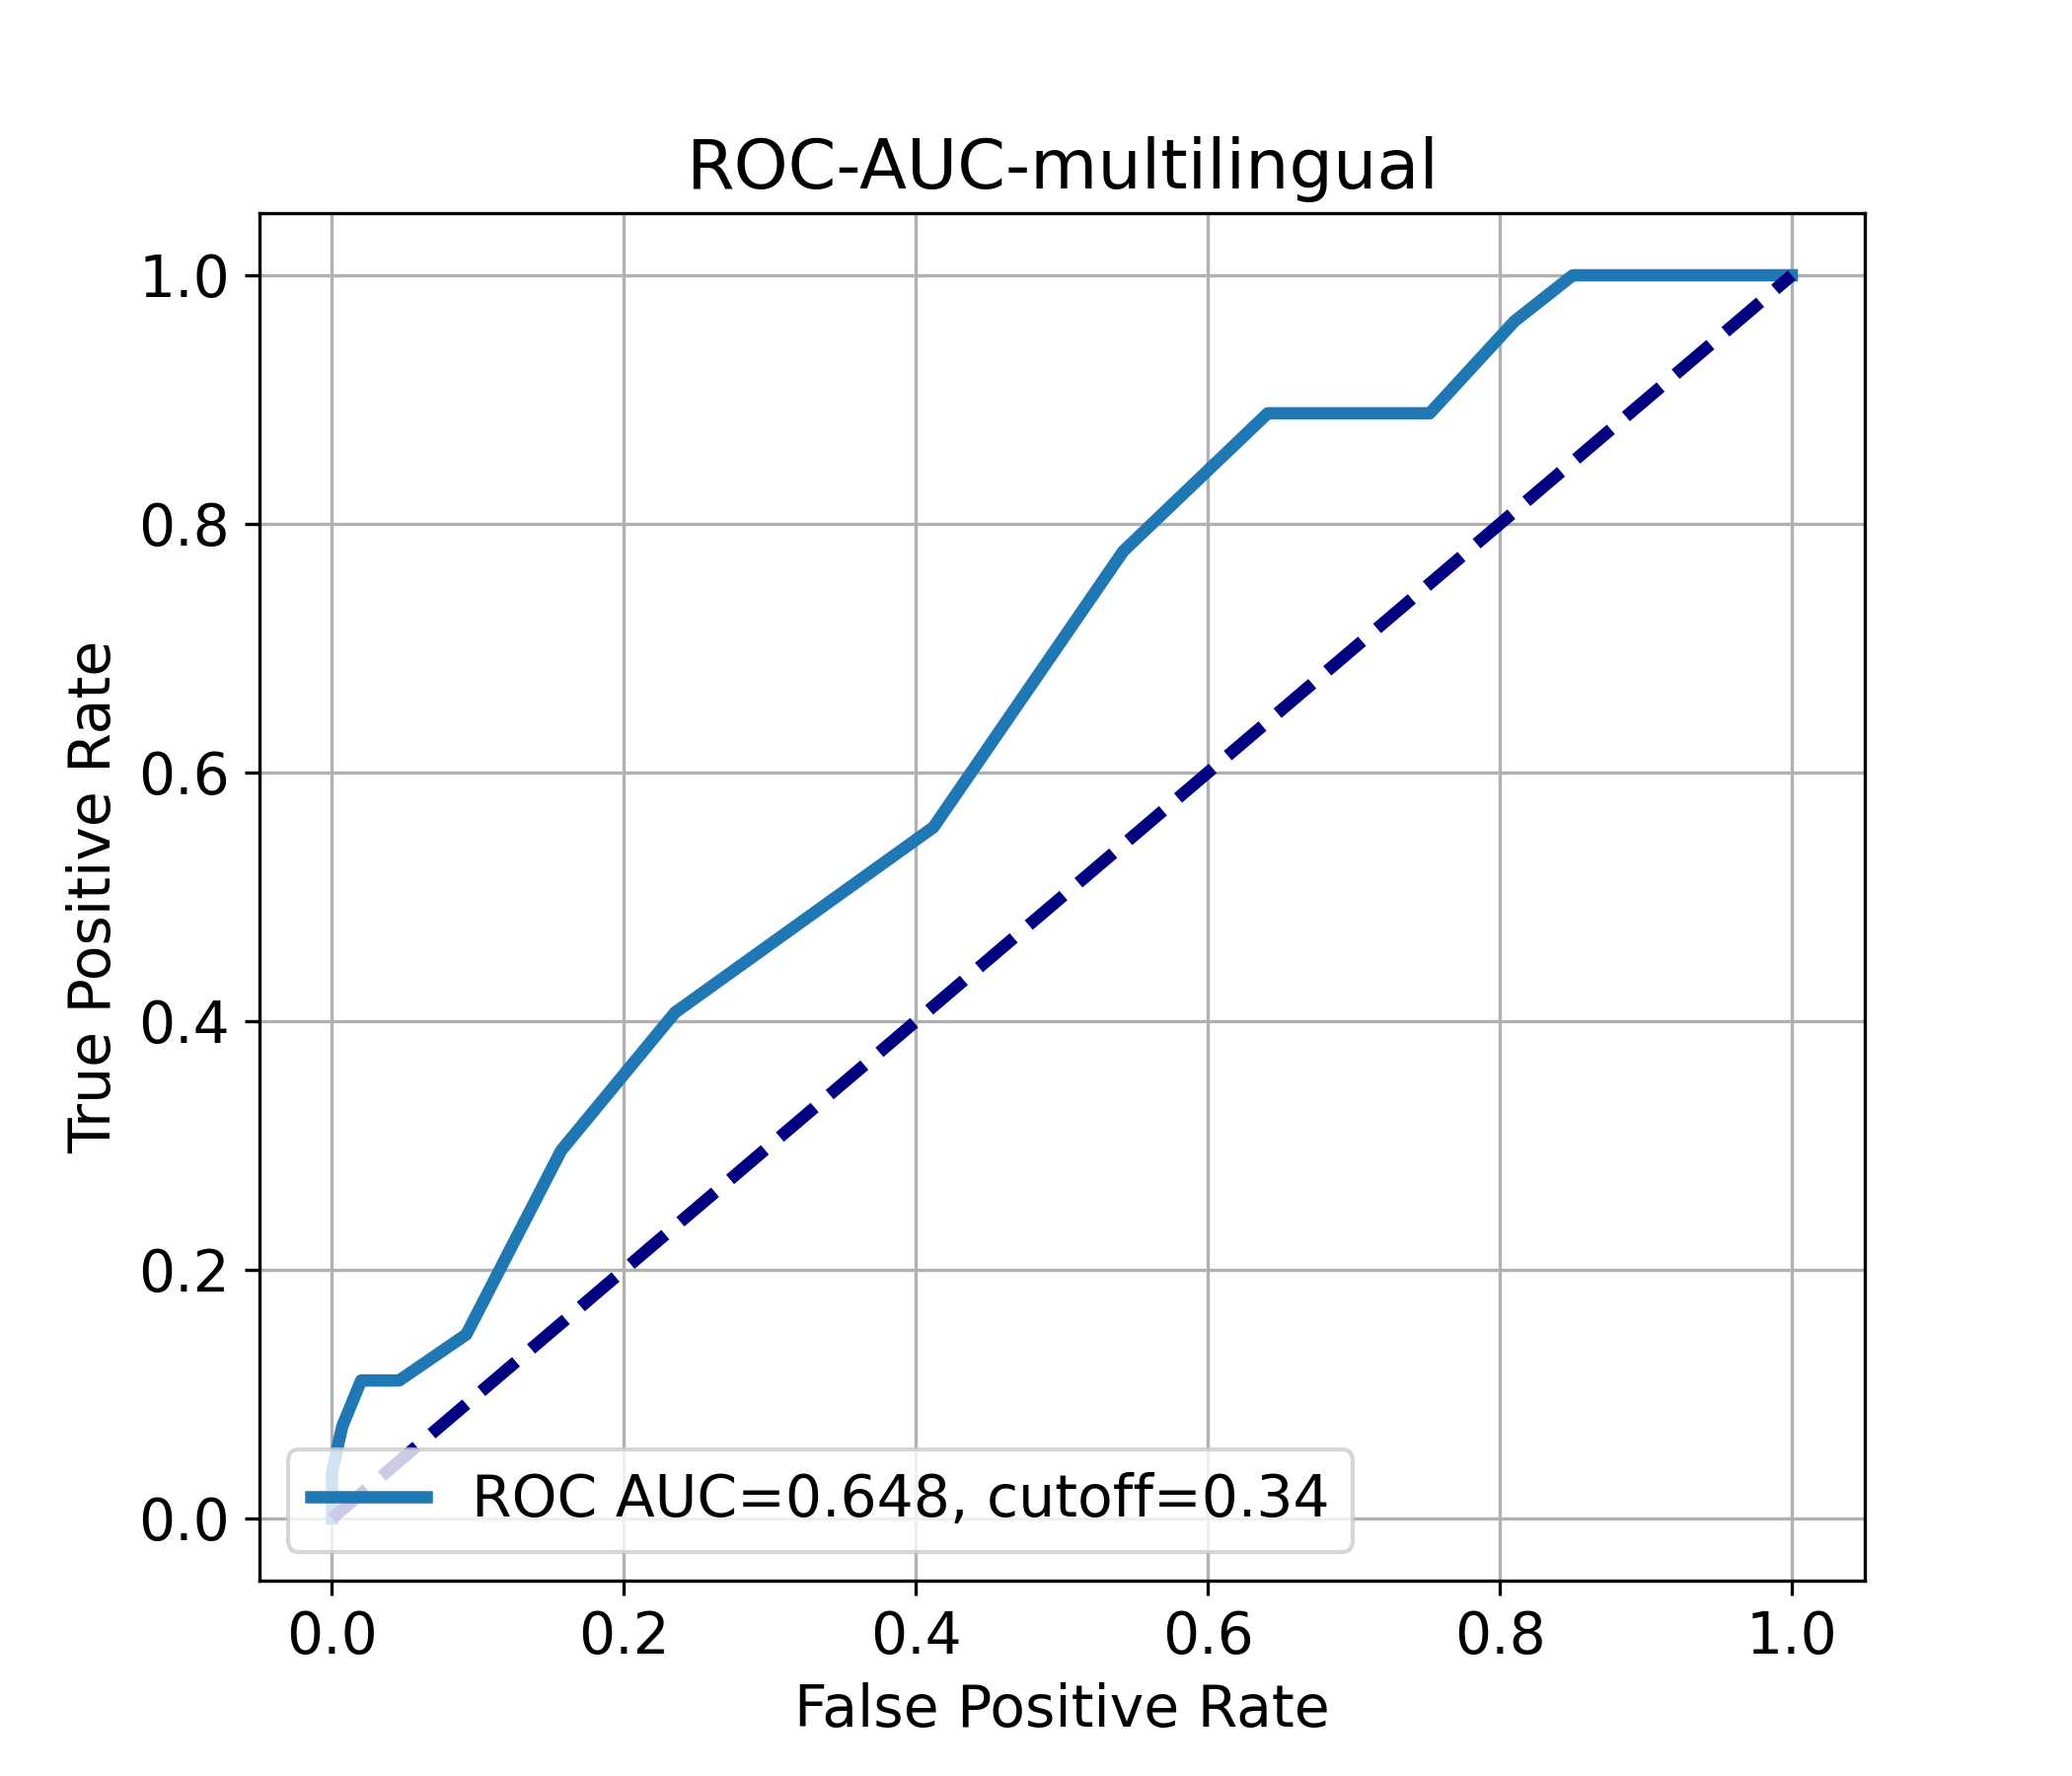 ROC-AUC-multilingual
True Positive Rate
1.0
0.8
0.6
0.4
0.2
0.0
ROC AUC=0.648, cutoff=0.34
0.0 0.2 0.4 0.6 0.8 1.0
False Positive Rate